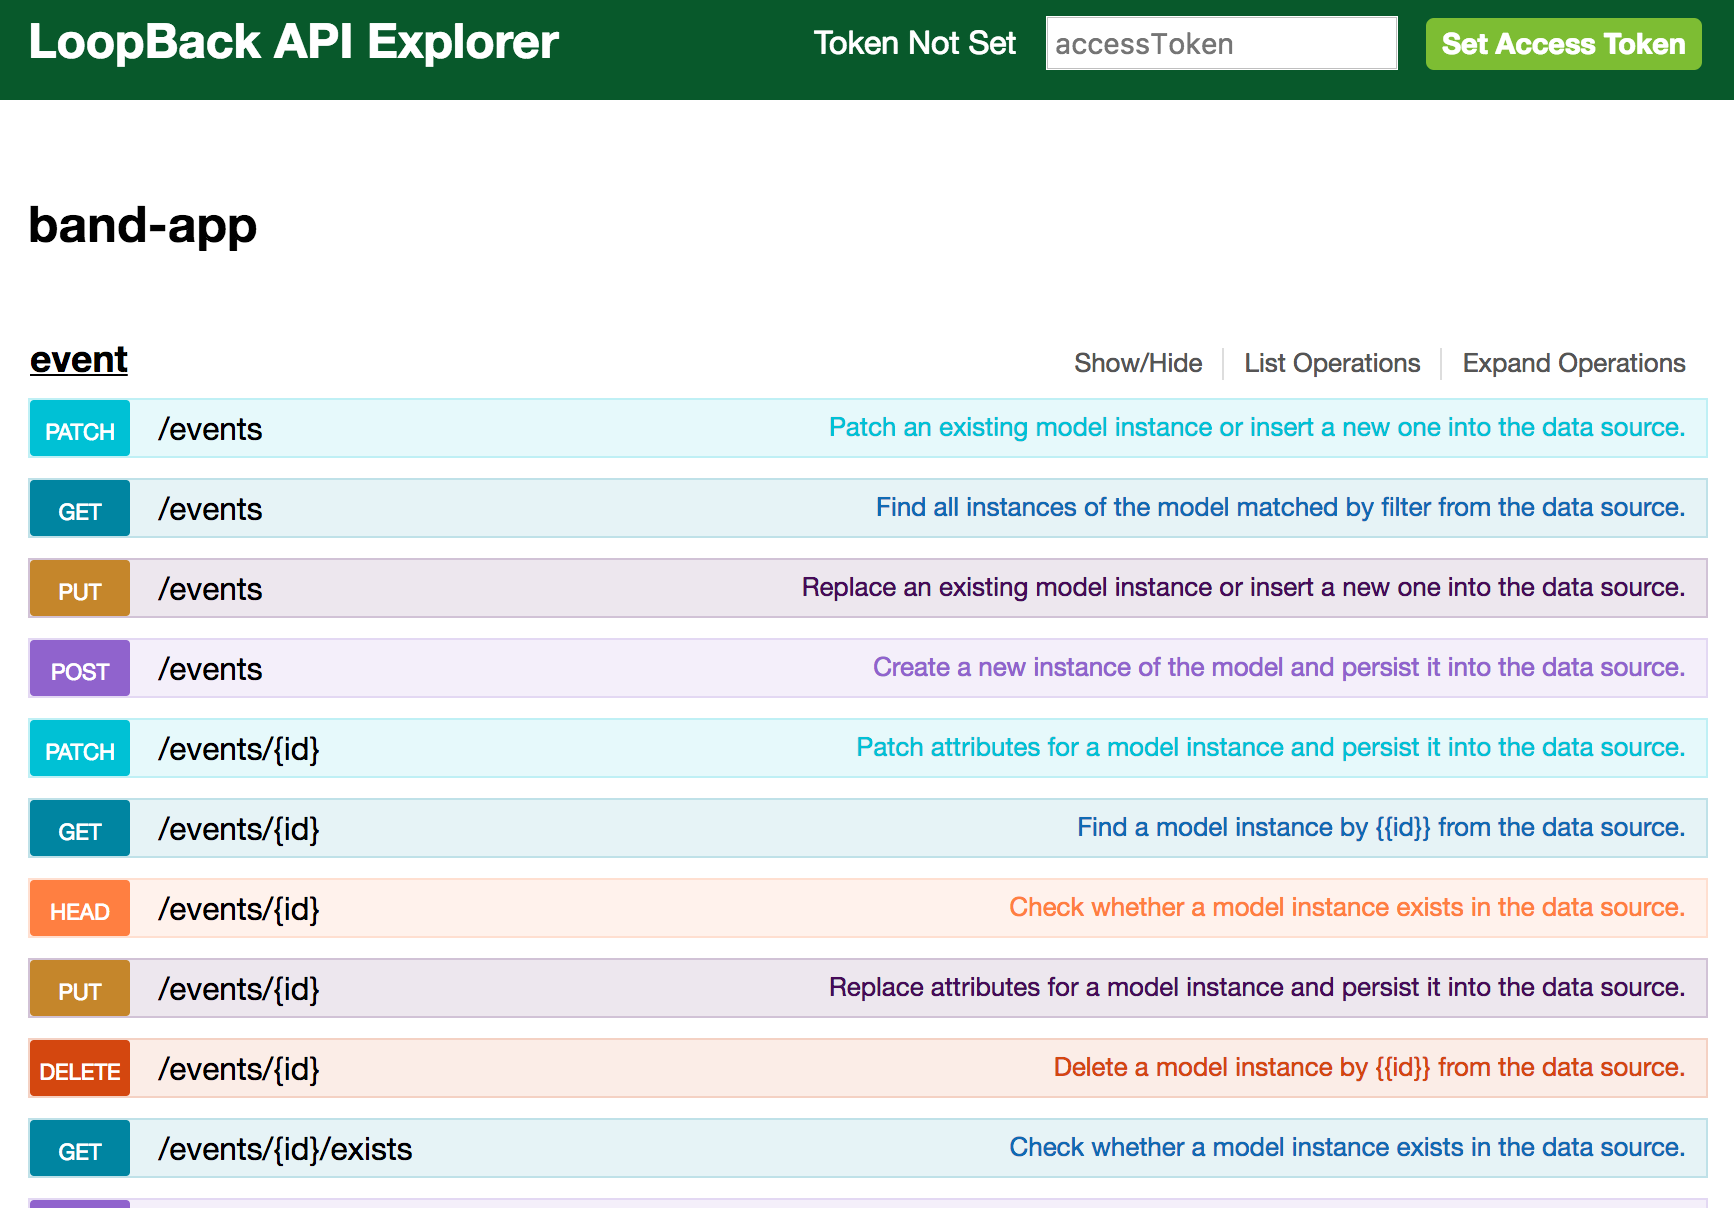 LoopBack API Explorer Token Not Set accessToken Set Access Token
band-app
event Show/Hide List Operations Expand Operations
PATCH /events Patch an existing model instance or insert a new one into the data source.
GET /events Find all instances of the model matched by filter from the data source.
PUT /events Replace an existing model instance or insert a new one into the data source.
POST /events Create a new instance of the model and persist it into the data source.
PATCH /events/{id} Patch attributes for a model instance and persist it into the data source.
GET /events/{id} Find a model instance by {{id}} from the data source.
HEAD /events/{id} Check whether a model instance exists in the data source.
PUT /events/{id} Replace attributes for a model instance and persist it into the data source.
DELETE /events/{id} Delete a model instance by {{id}} from the data source.
GET /events/{id}/exists Check whether a model instance exists in the data source.